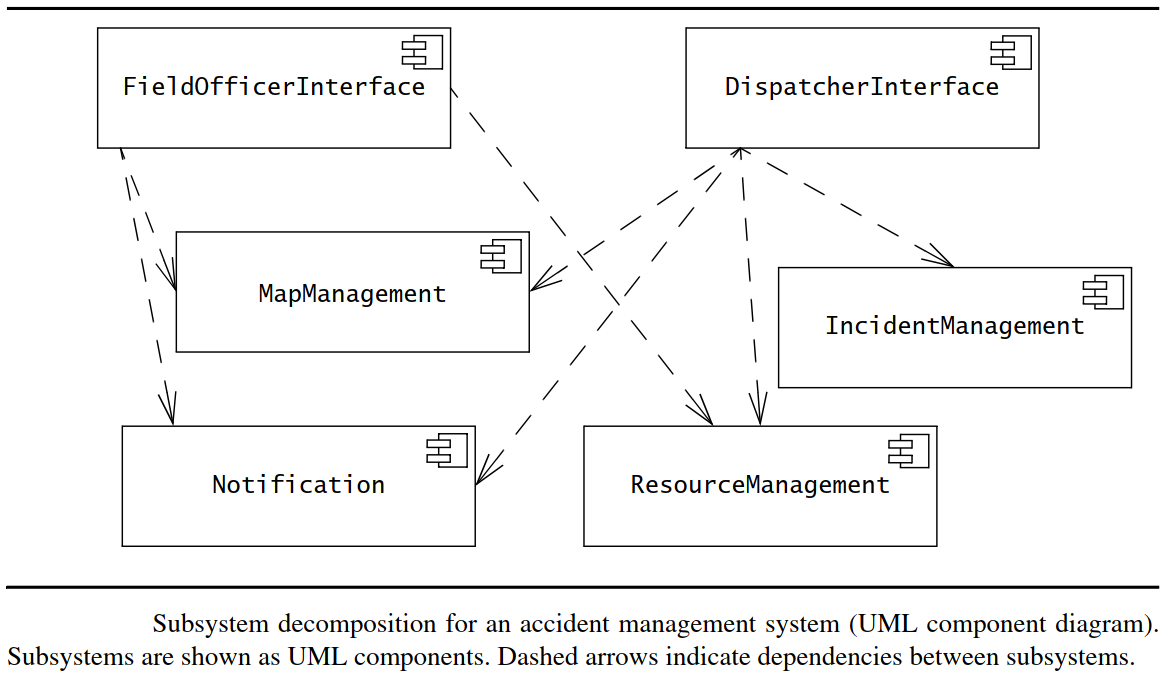 FieldOfficerInterface
DispatcherInterface
MapManagement
IncidentManagement
Notification
ResourceManagement
Subsystem decomposition for an accident management system (UML component diagram).
Subsystems are shown as UML components. Dashed arrows indicate dependencies between subsystems.